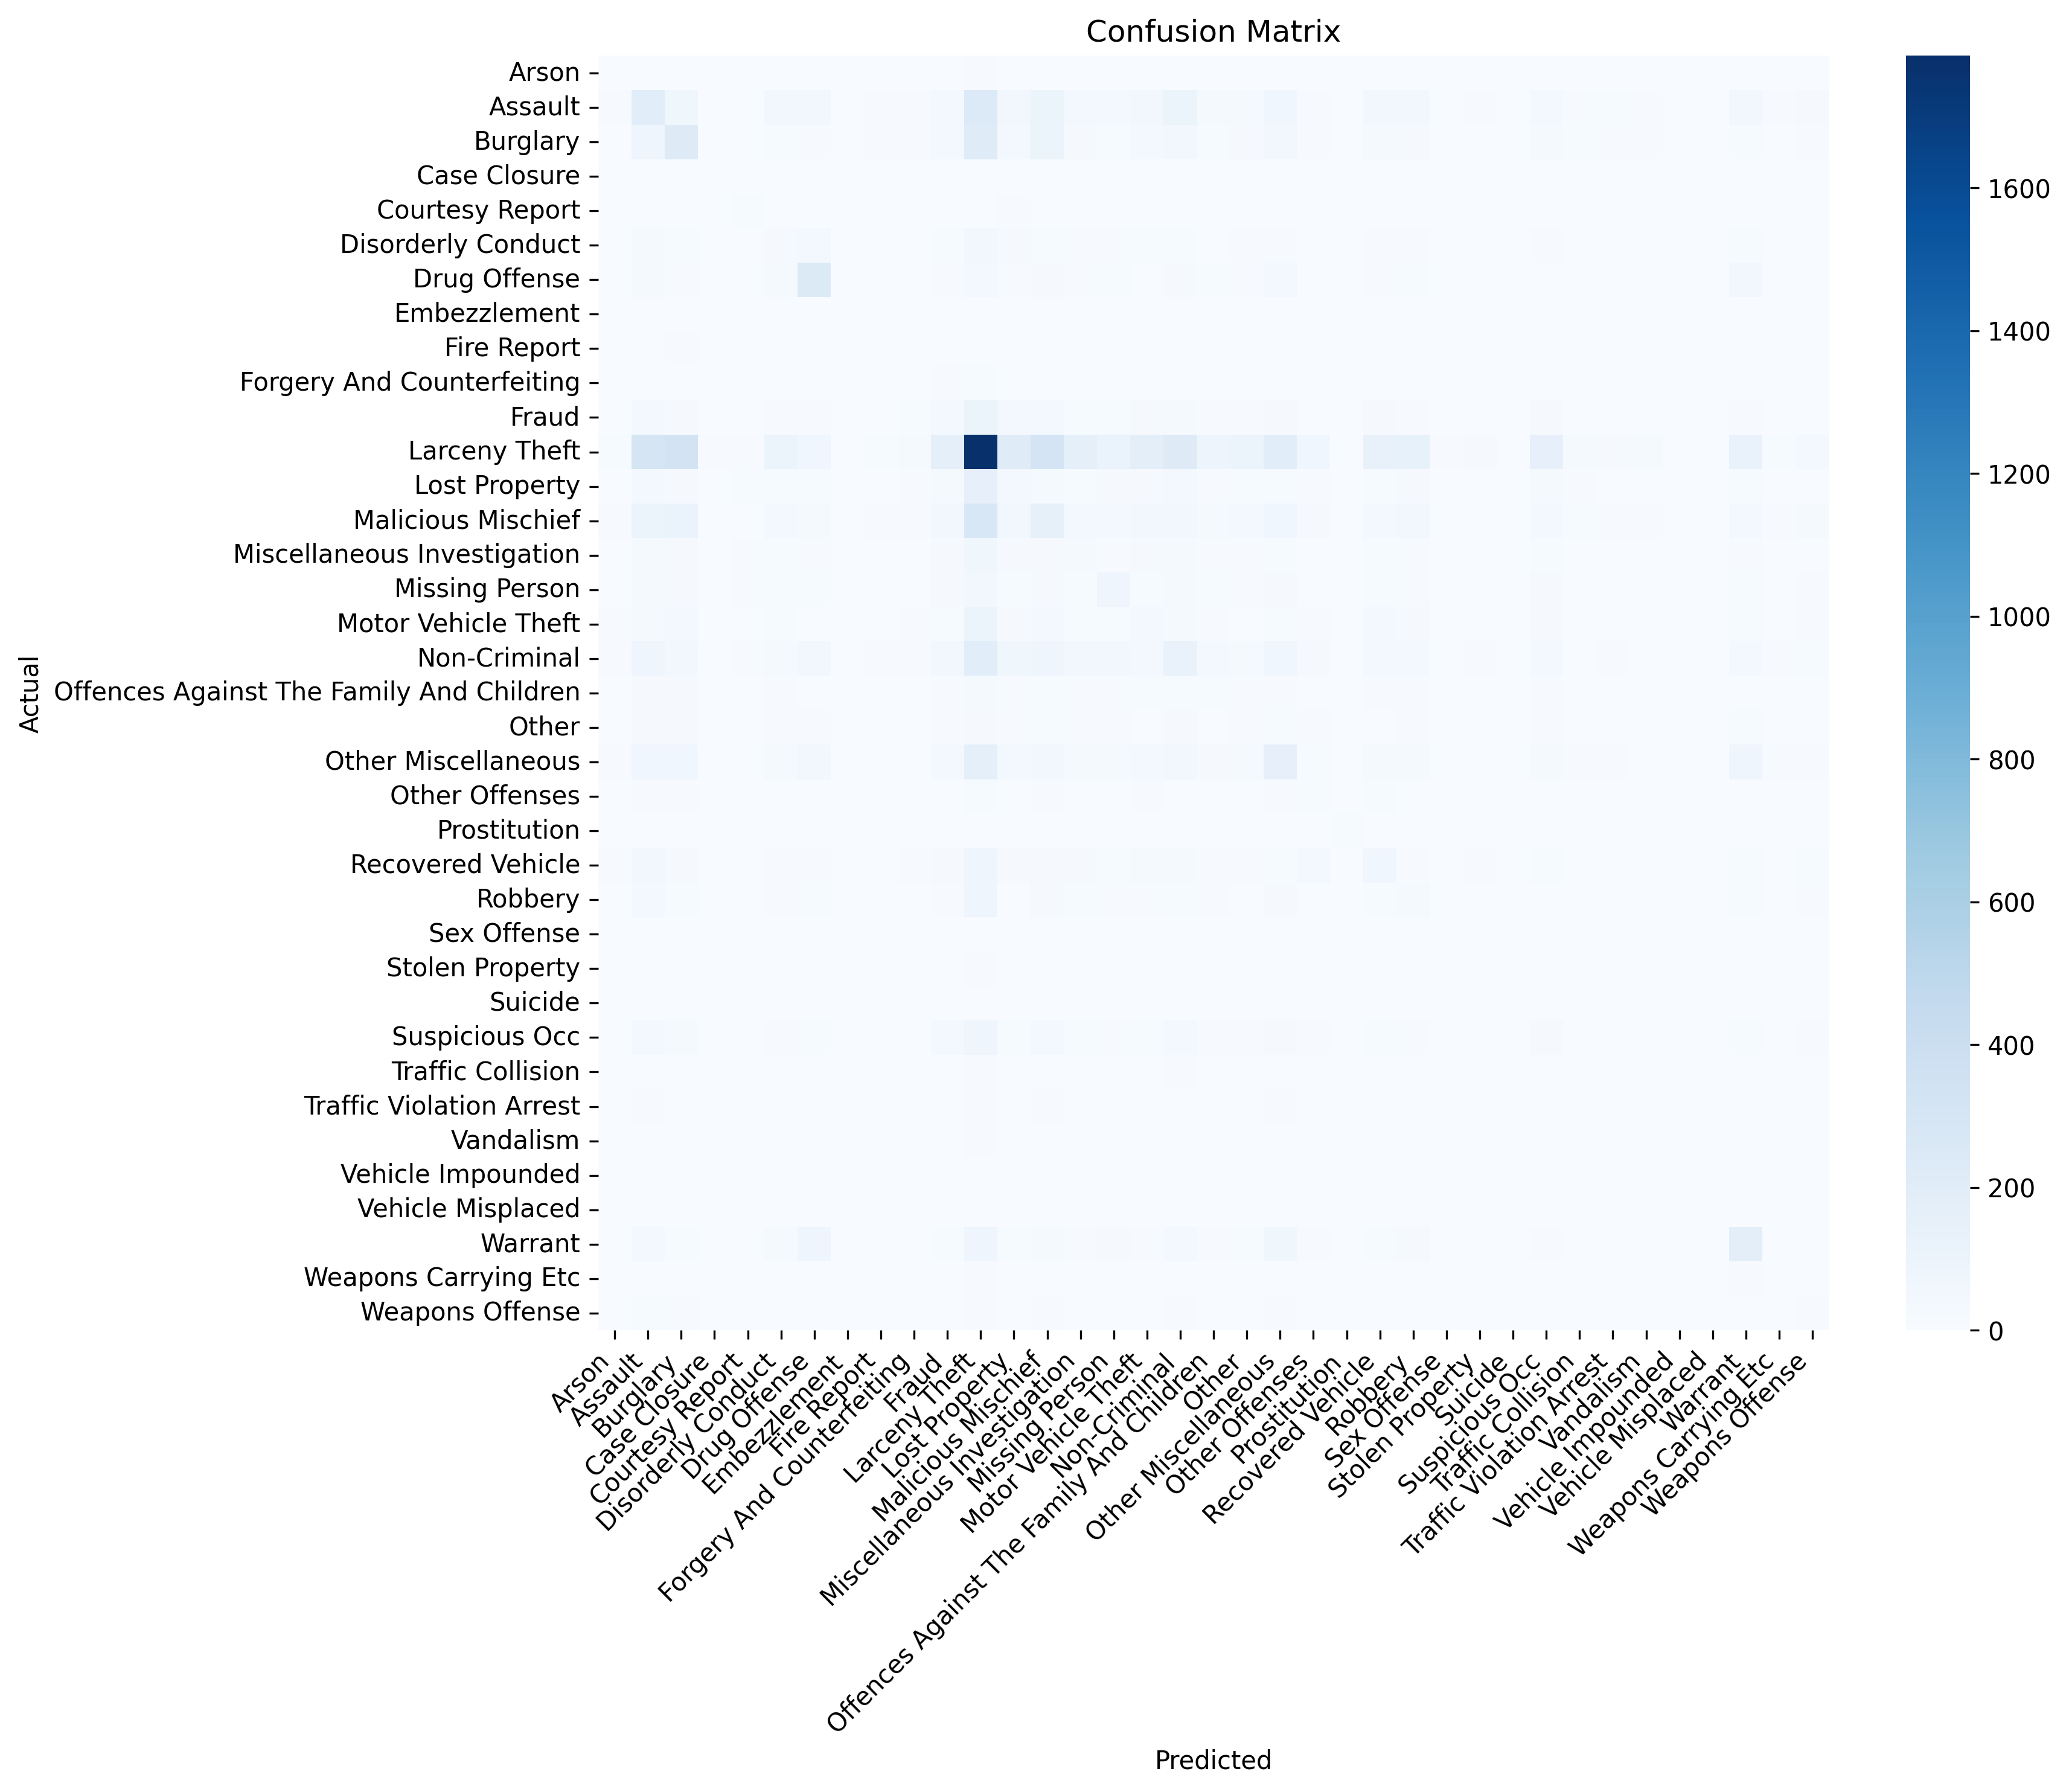 Confusion Matrix
Actual
Arson
Assault
Burglary
Case Closure
Courtesy Report
Disorderly Conduct
Drug Offense
Embezzlement
Fire Report
Forgery And Counterfeiting
Fraud
Larceny Theft
Lost Property
Malicious Mischief
Miscellaneous Investigation
Missing Person
Motor Vehicle Theft
Non-Criminal
Offences Against The Family And Children
Other
Other Miscellaneous
Other Offenses
Prostitution
Recovered Vehicle
Robbery
Sex Offense
Stolen Property
Suicide
Suspicious Occ
Traffic Collision
Traffic Violation Arrest
Vandalism
Vehicle Impounded
Vehicle Misplaced
Warrant
Weapons Carrying Etc
Weapons Offense
Arson
Assault
Burglary
Case Closure
Courtesy Report
Disorderly Conduct
Drug Offense
Embezzlement
Fire Report
Forgery And Counterfeiting
Fraud
Larceny Theft
Lost Property
Malicious Mischief
Miscellaneous Investigation
Missing Person
Motor Vehicle Theft
Non-Criminal
Offences Against The Family And Children
Other
Other Miscellaneous
Other Offenses
Prostitution
Recovered Vehicle
Robbery
Sex Offense
Stolen Property
Suicide
Suspicious Occ
Traffic Collision
Traffic Violation Arrest
Vandalism
Vehicle Impounded
Vehicle Misplaced
Warrant
Weapons Carrying Etc
Weapons Offense
Predicted
1600
1400
1200
1000
800
600
400
200
0